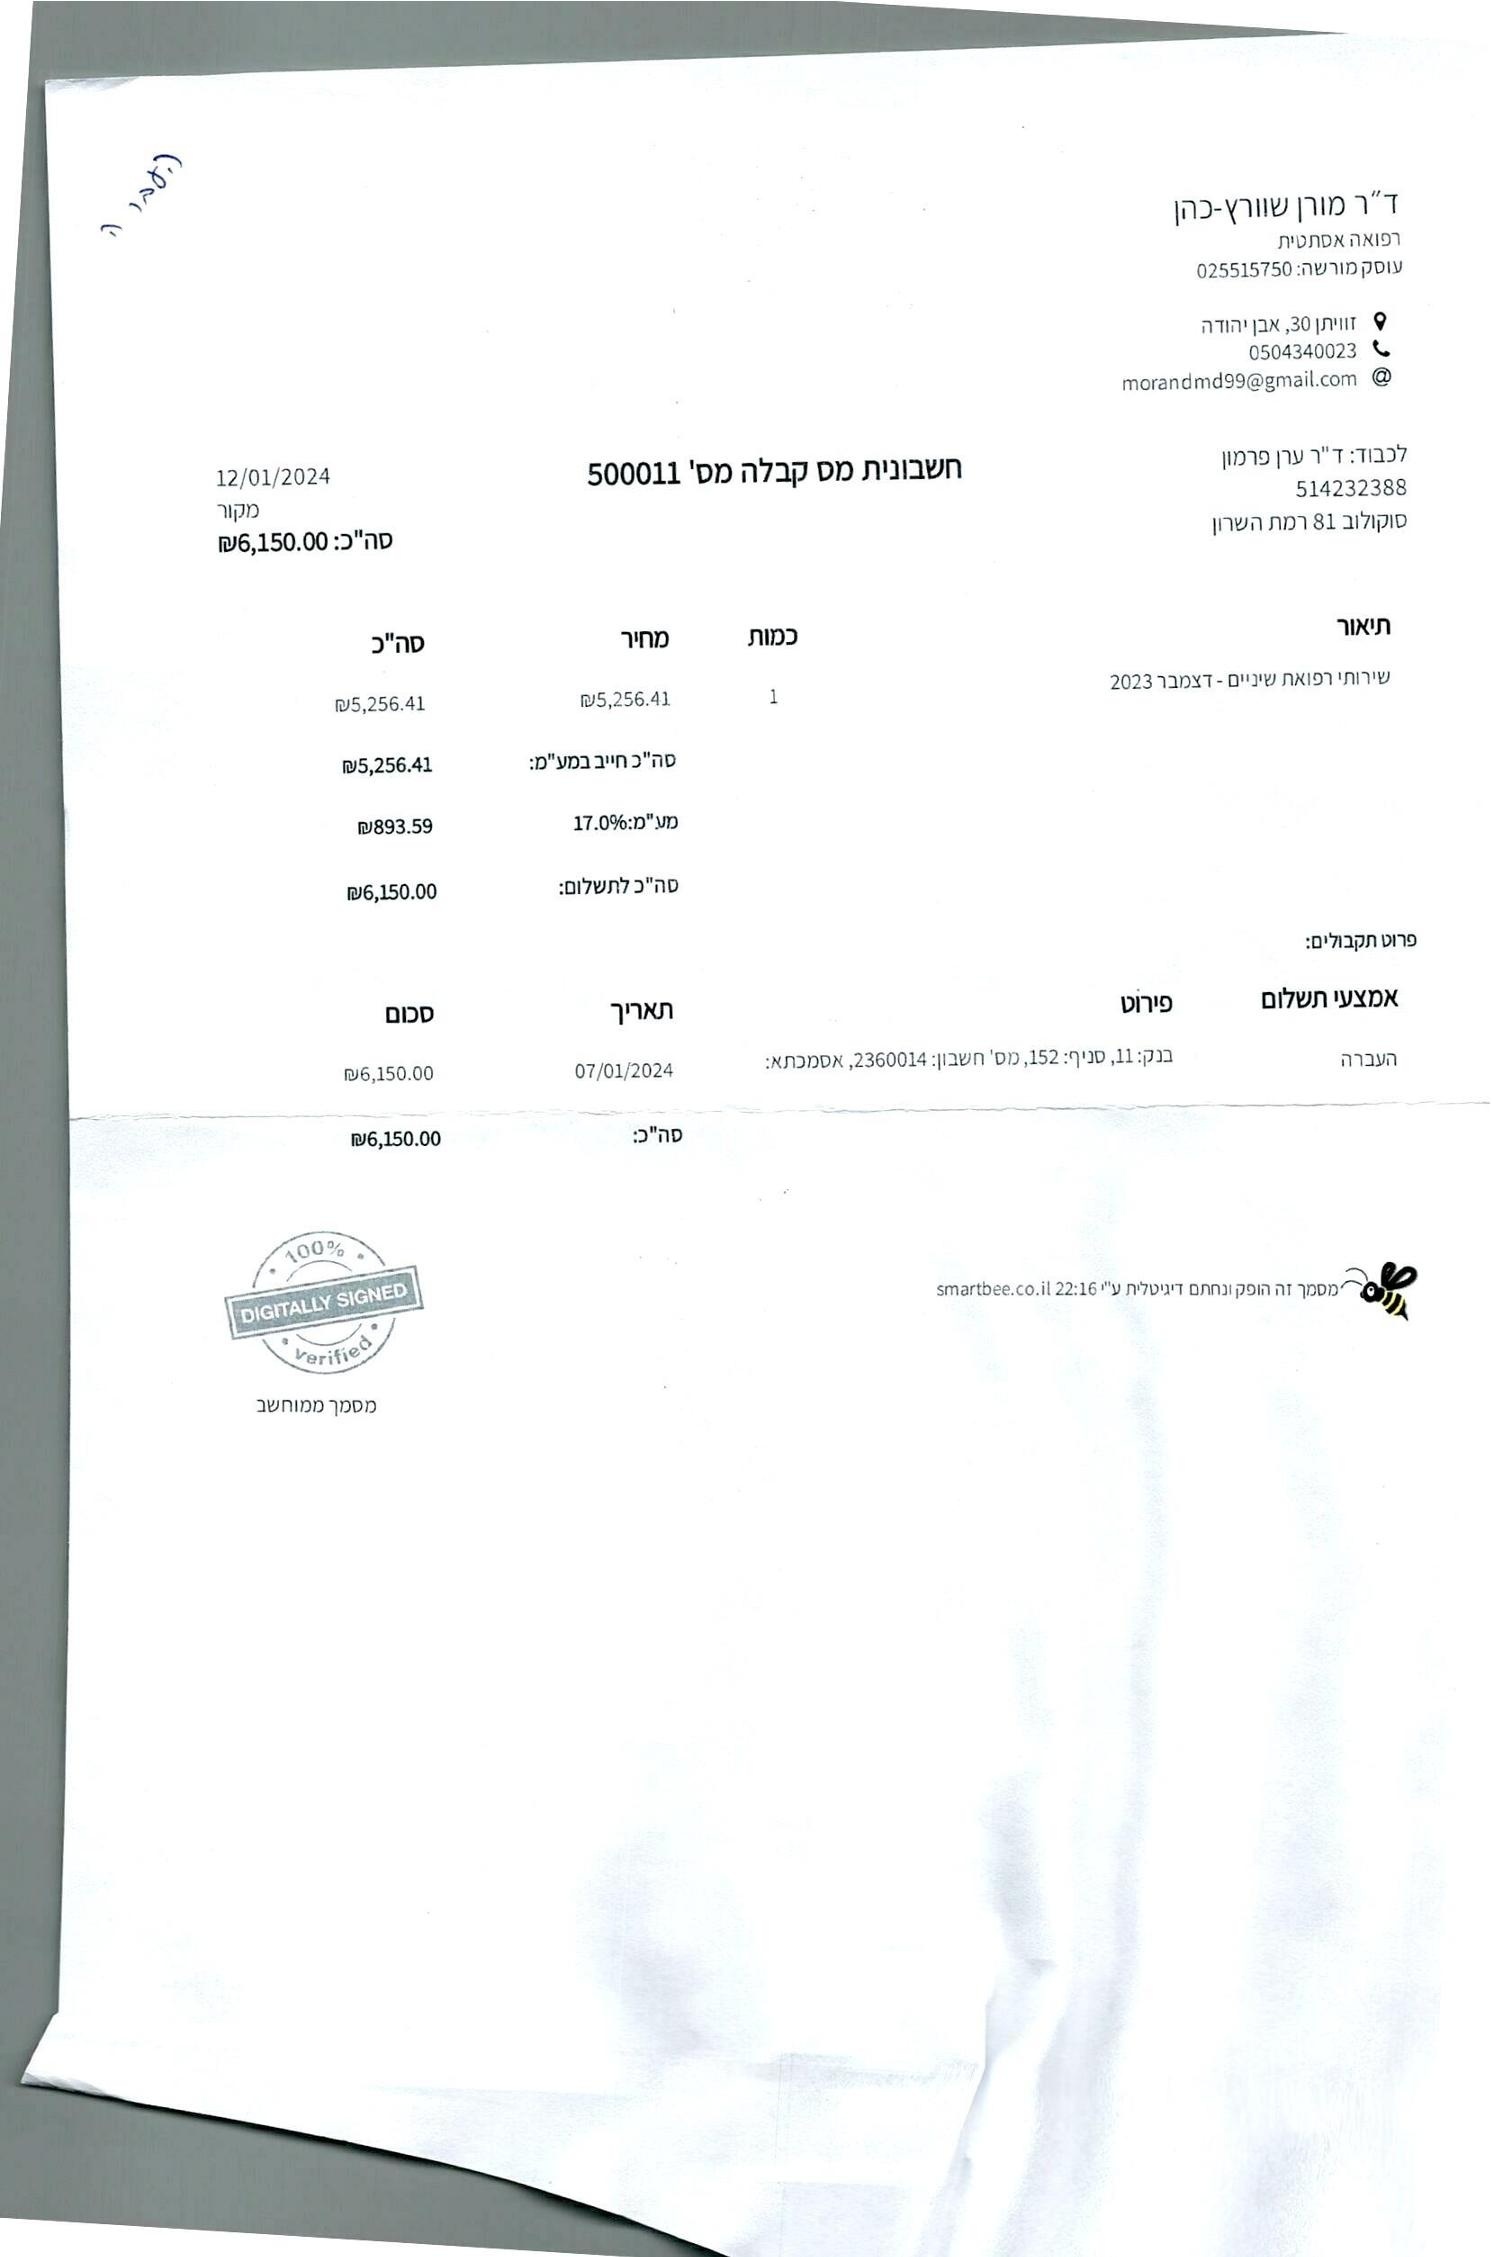 העברה
ד״ר מורן שוורץ-כהן
רפואה אסתטית
עוסק מורשה: 025515750
זוויתן 30, אבן יהודה
0504340023
morandmd99@gmail.com
@
לכבוד: ד"ר ערן פרמון
514232388
סוקולוב 81 רמת השרון
חשבונית מס קבלה מס' 500011
12/01/2024
מקור
סה"כ: 6,150.00₪
תיאור כמות מחיר סה"כ
שירותי רפואת שיניים - דצמבר 2023 1 5,256.41₪ 5,256.41₪
סה"כ חייב במע"מ: 5,256.41₪
מע"מ:17.0% 893.59₪
סה"כ לתשלום: 6,150.00₪
פרוט תקבולים:
אמצעי תשלום פירוט תאריך סכום
העברה בנק: 11, סניף: 152, מס' חשבון: 2360014, אסמכתא: 07/01/2024 6,150.00₪
סה"כ: 6,150.00₪
מסמך זה הופק ונחתם דיגיטלית ע"י smartbee.co.il 22:16
100%
DIGITALLY SIGNED
verified
מסמך ממוחשב